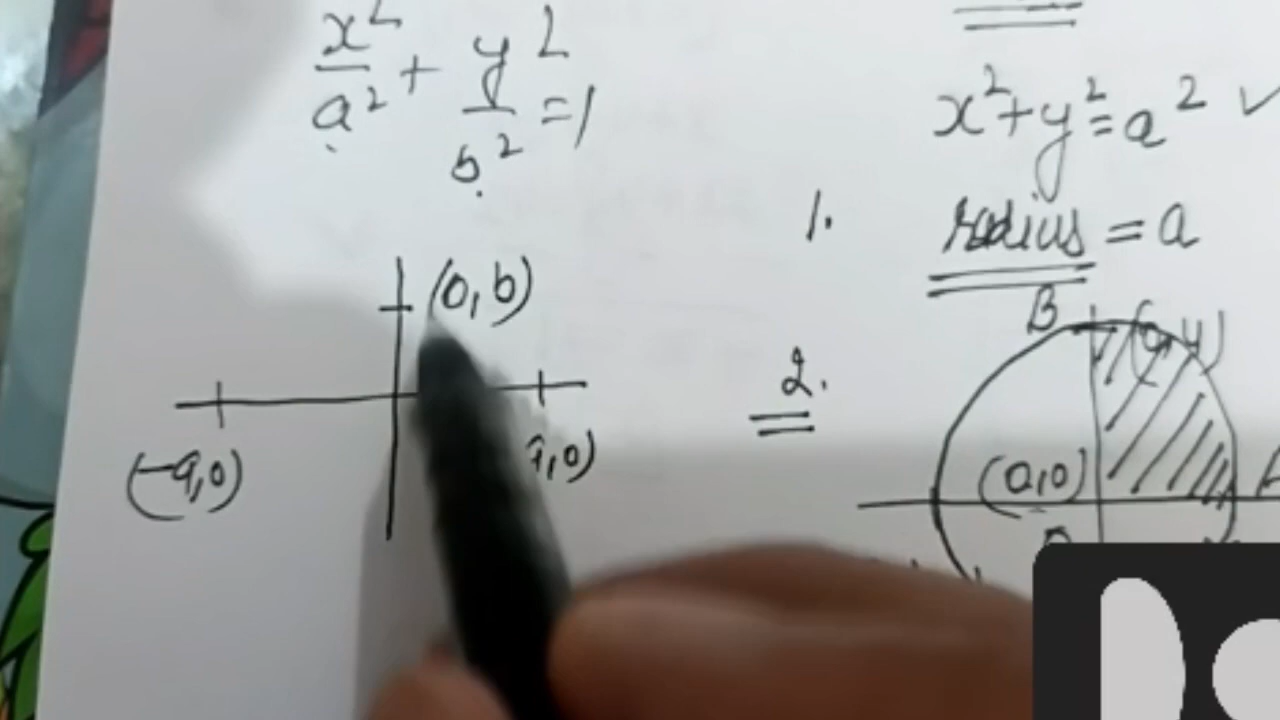 x²/a² + y²/b² = 1
(0, b)
(-a,0)
a,0)
x²+y²=a² ✓
1. radius = a
2.
B
(0,0)
A